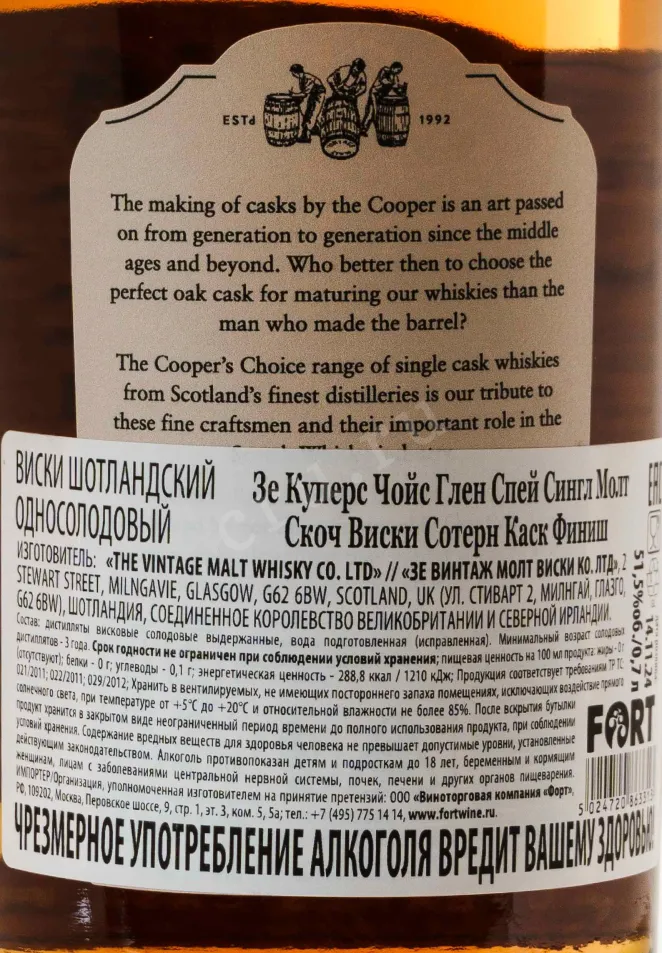 ESTd 1992
The making of casks by the Cooper is an art passed
on from generation to generation since the middle
ages and beyond. Who better then to choose the
perfect oak cask for maturing our whiskies than the
man who made the barrel?
The Cooper's Choice range of single cask whiskies
from Scotland's finest distilleries is our tribute to
these fine craftsmen and their important role in the
ВИСКИ ШОТЛАНДСКИЙ
ОДНОСОЛОДОВЫЙ
Зе Куперс Чойс Глен Спей Сингл Молт
Скоч Виски Сотерн Каск Финиш
ИЗГОТОВИТЕЛЬ: «THE VINTAGE MALT WHISKY CO. LTD» // «ЗЕ ВИНТАЖ МОЛТ ВИСКИ КО. ЛТД», 2
STEWART STREET, MILNGAVIE, GLASGOW, G62 6BW, SCOTLAND, UK (УЛ. СТИВАРТ 2, МИЛНГАЙ, ГЛАЗГО,
G62 6BW), ШОТЛАНДИЯ, СОЕДИНЕННОЕ КОРОЛЕВСТВО ВЕЛИКОБРИТАНИИ И СЕВЕРНОЙ ИРЛАНДИИ.
Состав: дистилляты висковые солодовые выдержанные, вода подготовленная (исправленная). Минимальный возраст солодовых
дистиллятов - 3 года. Срок годности не ограничен при соблюдении условий хранения; пищевая ценность на 100 мл продукта: жиры - 0 г
(отсутствуют); белки - 0 г; углеводы - 0,1 г; энергетическая ценность - 288,8 ккал / 1210 кДж; Продукция соответствует требованиям ТР ТС:
021/2011; 022/2011; 029/2012; Хранить в вентилируемых, не имеющих постороннего запаха помещениях, исключающих воздействие прямого
солнечного света, при температуре от +5°С до +20°С и относительной влажности не более 85%. После вскрытия бутылки
продукт хранится в закрытом виде неограниченный период времени до полного использования продукта, при соблюдении
условий хранения. Содержание вредных веществ для здоровья человека не превышает допустимые уровни, установленные
действующим законодательством. Алкоголь противопоказан детям и подросткам до 18 лет, беременным и кормящим
женщинам, лицам с заболеваниями центральной нервной системы, почек, печени и других органов пищеварения.
ИМПОРТЕР/Организация, уполномоченная изготовителем на принятие претензий: ООО «Виноторговая компания «Форт»,
РФ, 109202, Москва, Перовское шоссе, 9, стр. 1, эт. 3, ком. 5, 5а; тел.: +7 (495) 775 14 14, www.fortwine.ru.
51,5%об/0,7л
14.11.24
FORT
ЧРЕЗМЕРНОЕ УПОТРЕБЛЕНИЕ АЛКОГОЛЯ ВРЕДИТ ВАШЕМУ ЗДОРОВЬЮ